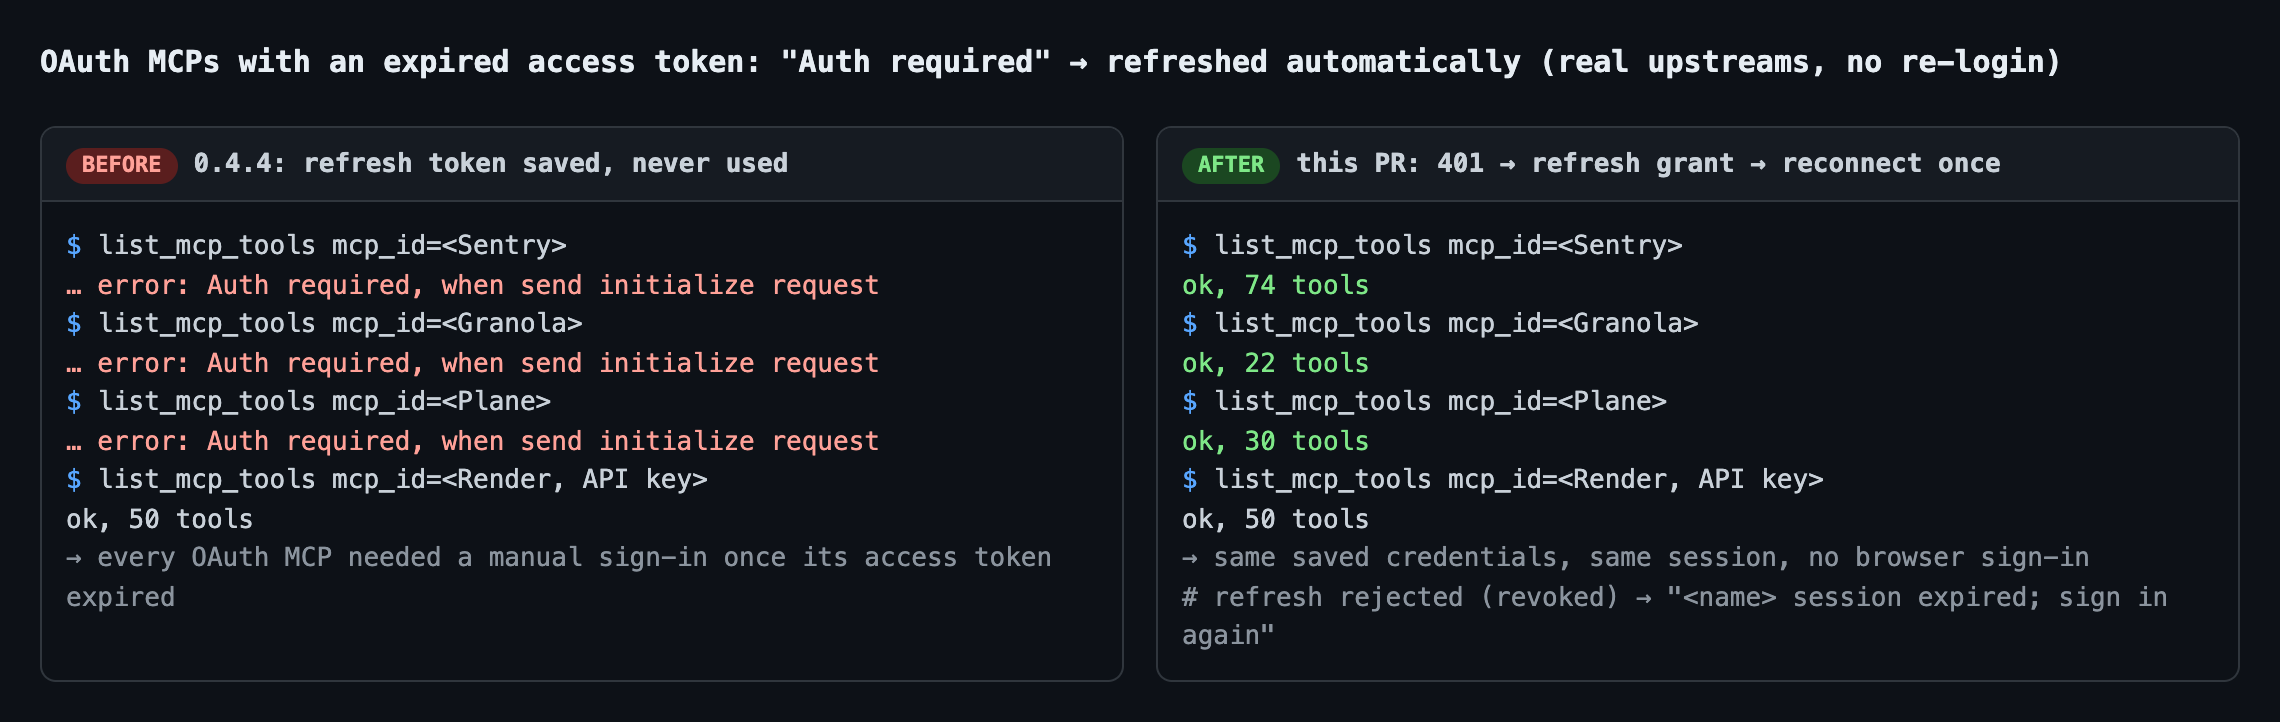 OAuth MCPs with an expired access token: "Auth required" → refreshed automatically (real upstreams, no re-login)
BEFORE 0.4.4: refresh token saved, never used
$ list_mcp_tools mcp_id=<Sentry>
… error: Auth required, when send initialize request
$ list_mcp_tools mcp_id=<Granola>
… error: Auth required, when send initialize request
$ list_mcp_tools mcp_id=<Plane>
… error: Auth required, when send initialize request
$ list_mcp_tools mcp_id=<Render, API key>
ok, 50 tools
→ every OAuth MCP needed a manual sign-in once its access token
expired
AFTER this PR: 401 → refresh grant → reconnect once
$ list_mcp_tools mcp_id=<Sentry>
ok, 74 tools
$ list_mcp_tools mcp_id=<Granola>
ok, 22 tools
$ list_mcp_tools mcp_id=<Plane>
ok, 30 tools
$ list_mcp_tools mcp_id=<Render, API key>
ok, 50 tools
→ same saved credentials, same session, no browser sign-in
# refresh rejected (revoked) → "<name> session expired; sign in
again"